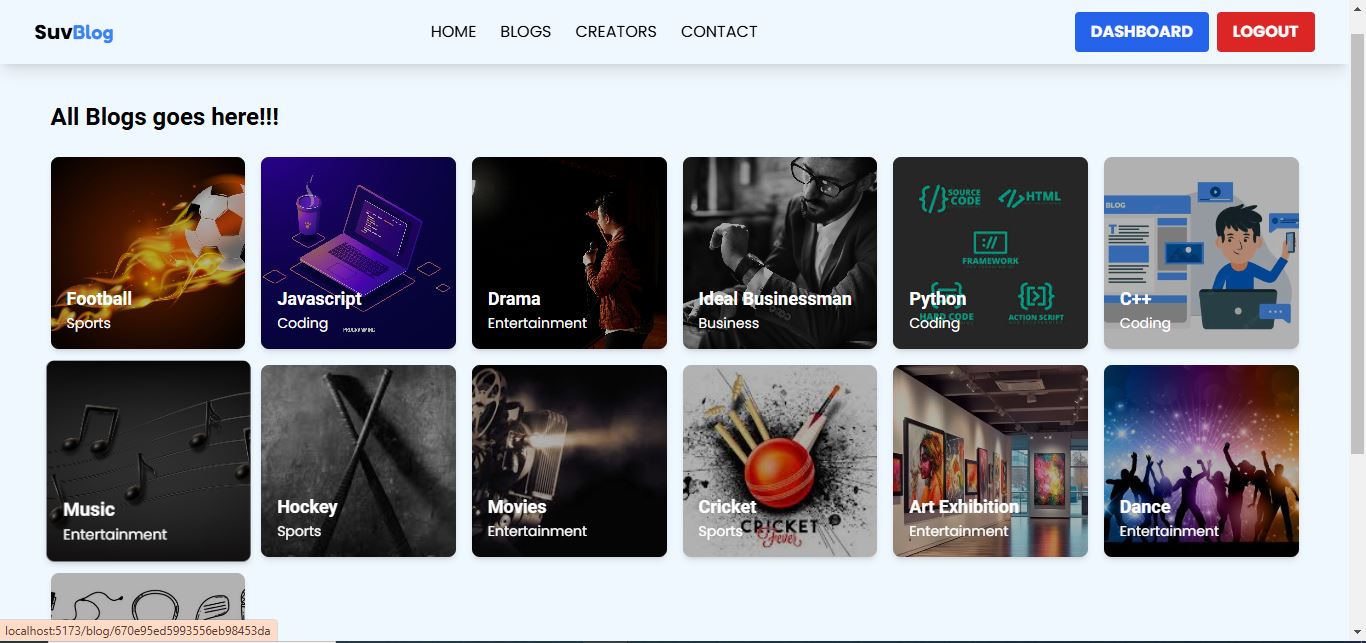 SuvBlog
HOME BLOGS CREATORS CONTACT
DASHBOARD LOGOUT
All Blogs goes here!!!
Football
Sports
PROGRAMING
Javascript
Coding
Drama
Entertainment
Ideal Businessman
Business
SOURCE CODE
HTML
FRAMEWORK
HARD CODE
ACTION SCRIPT
Python
Coding
BLOG
C++
Coding
Music
Entertainment
Hockey
Sports
Movies
Entertainment
Cricket
Sports
CRICKET
Fever
Art Exhibition
Entertainment
Dance
Entertainment
localhost:5173/blog/670e95ed5993556eb98453da